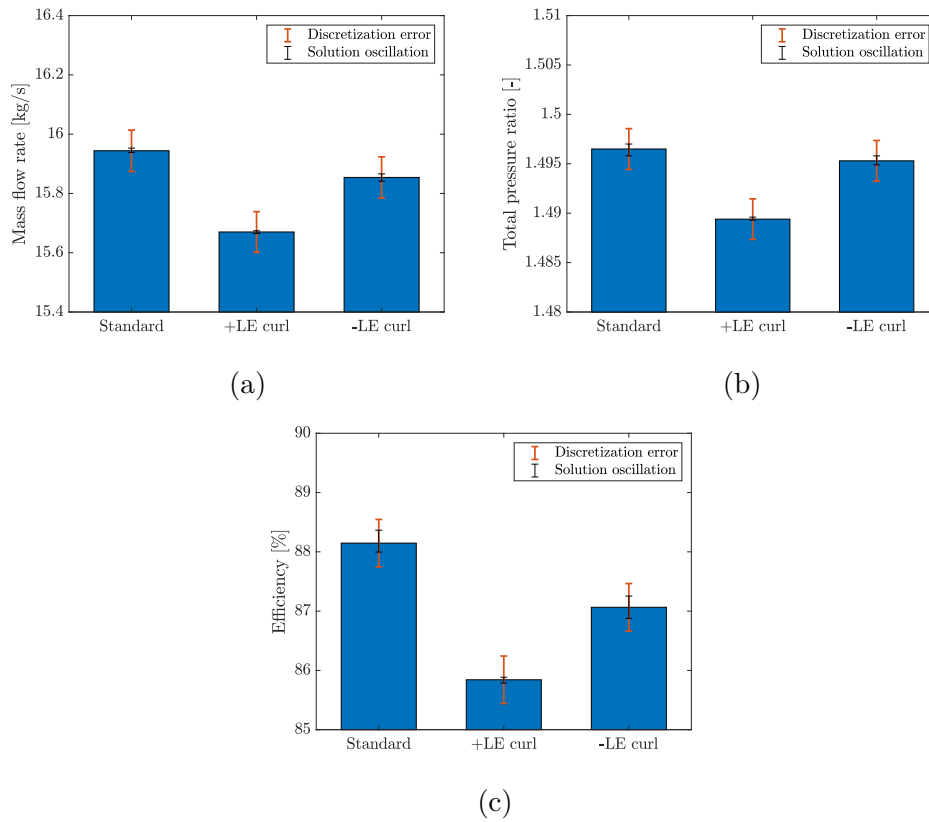 16.4
16.2
16
15.8
15.6
15.4
Mass flow rate [kg/s]
Discretization error
Solution oscillation
Standard
+LE curl
-LE curl
(a)
1.51
1.505
1.5
1.495
1.49
1.485
1.48
Total pressure ratio [-]
Discretization error
Solution oscillation
Standard
+LE curl
-LE curl
(b)
90
89
88
87
86
85
Efficiency [%]
Discretization error
Solution oscillation
Standard
+LE curl
-LE curl
(c)